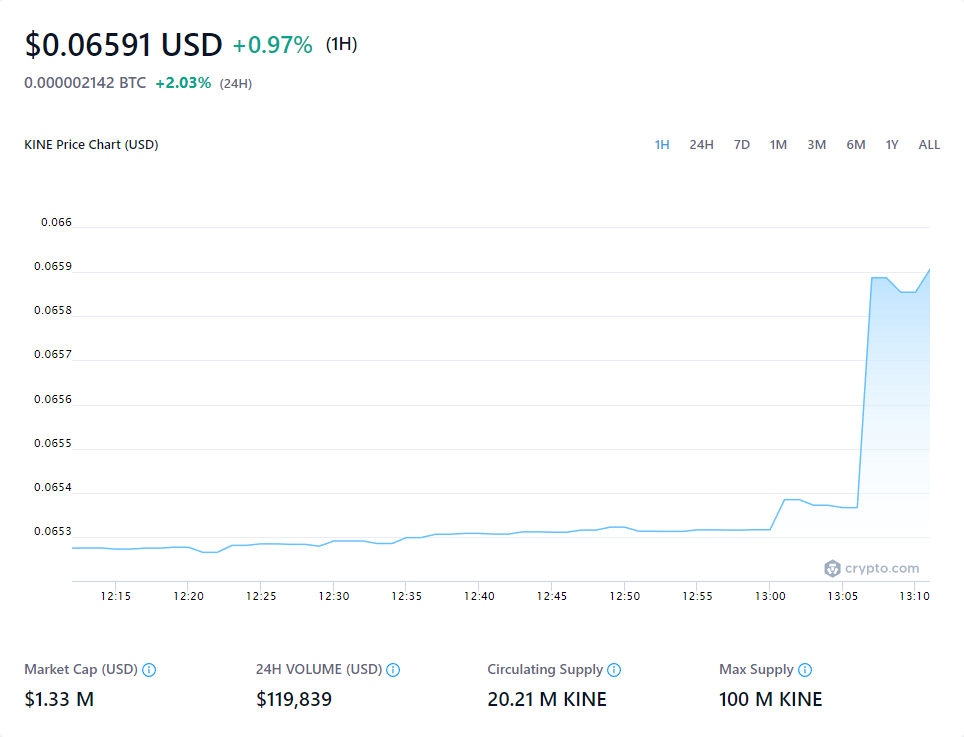 $0.06591 USD +0.97% (1H)
0.000002142 BTC +2.03% (24H)
KINE Price Chart (USD)
1H 24H 7D 1M 3M 6M 1Y ALL
0.066
0.0659
0.0658
0.0657
0.0656
0.0655
0.0654
0.0653
crypto.com
12:15 12:20 12:25 12:30 12:35 12:40 12:45 12:50 12:55 13:00 13:05 13:10
Market Cap (USD) 24H VOLUME (USD) Circulating Supply Max Supply
$1.33 M $119,839 20.21 M KINE 100 M KINE